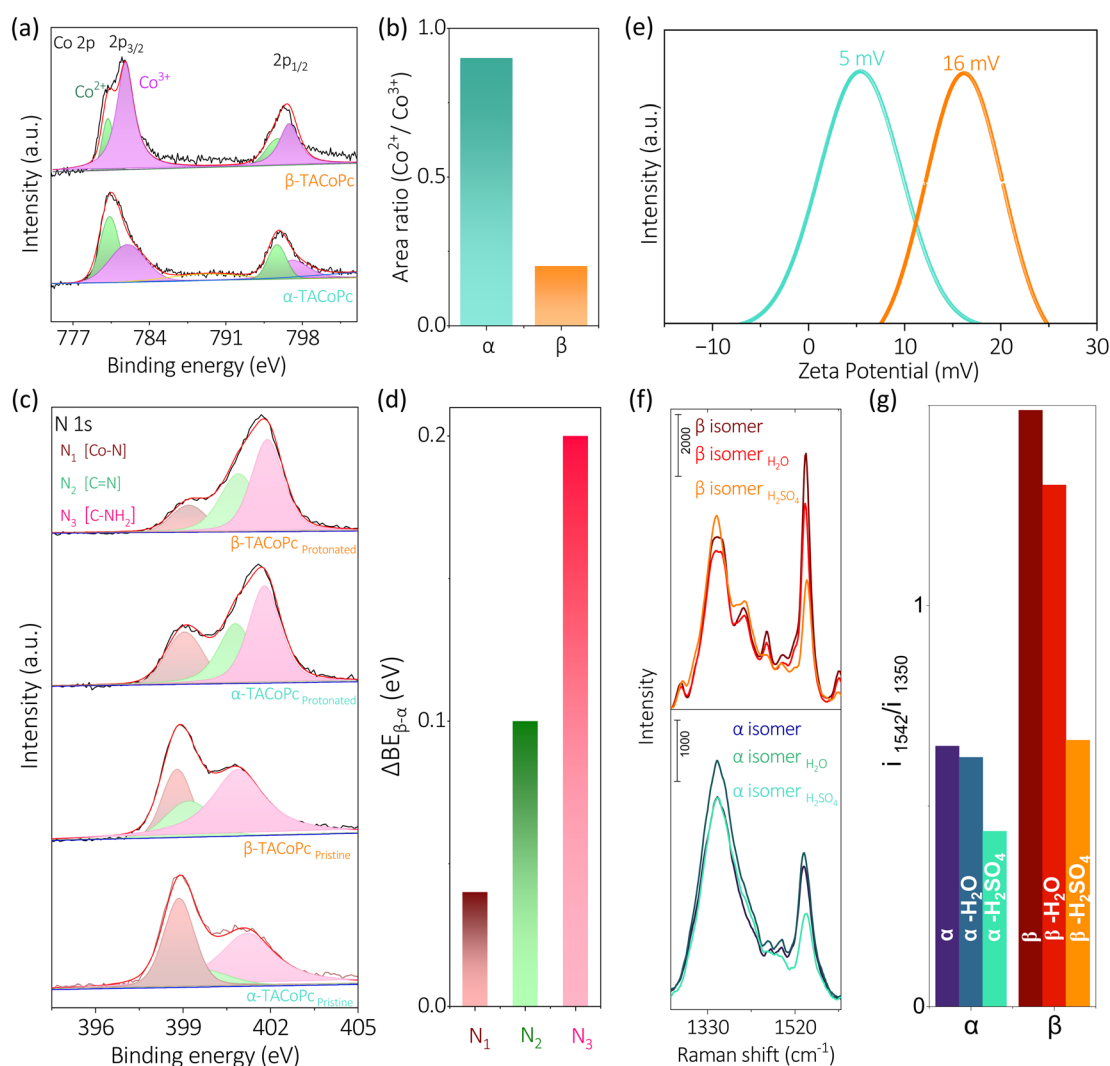 (a)
Co 2p
2p3/2
2p1/2
Co2+
Co3+
β-TACoPc
α-TACoPc
Intensity (a.u.)
777 784 791 798
Binding energy (eV)
(b)
1.0
0.5
0.0
Area ratio (Co2+/ Co3+)
α β
(e)
5 mV
16 mV
Intensity (a.u.)
−10 0 10 20 30
Zeta Potential (mV)
(c)
N 1s
N1 [Co-N]
N2 [C=N]
N3 [C-NH2]
β-TACoPc Protonated
α-TACoPc Protonated
β-TACoPc Pristine
α-TACoPc Pristine
Intensity (a.u.)
396 399 402 405
Binding energy (eV)
(d)
0.2
0.1
0.0
ΔBEβ-α (eV)
N1 N2 N3
(f)
2000
β isomer
β isomer H2O
β isomer H2SO4
1000
α isomer
α isomer H2O
α isomer H2SO4
Intensity
1330 1520
Raman shift (cm-1)
(g)
1
0
i 1542/i 1350
α
α -H2O
α -H2SO4
β
β -H2O
β -H2SO4
α β